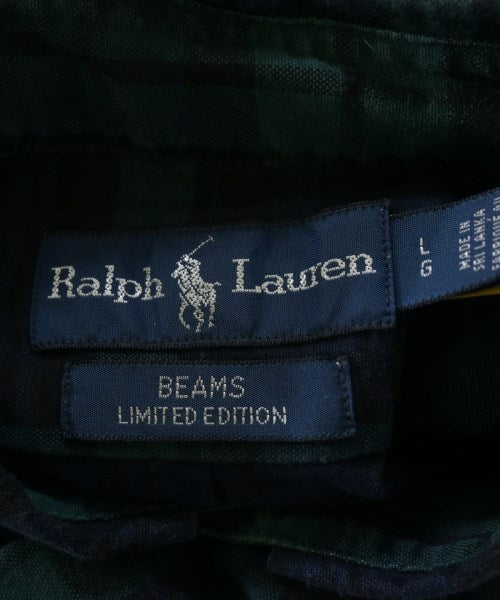 Ralph Lauren
BEAMS
LIMITED EDITION
L
G
MADE IN
SRI LANKA